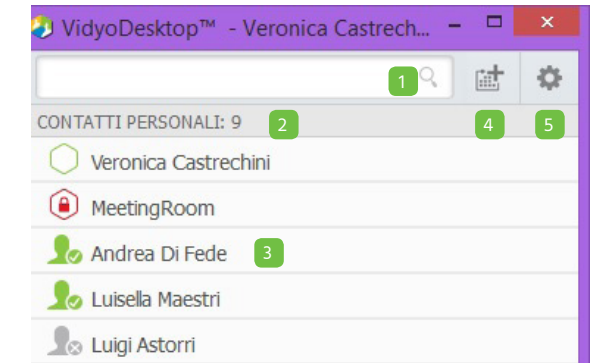 VidyoDesktop™ - Veronica Castrech...
1
4
5
CONTATTI PERSONALI: 9 2
Veronica Castrechini
MeetingRoom
Andrea Di Fede 3
Luisella Maestri
Luigi Astorri